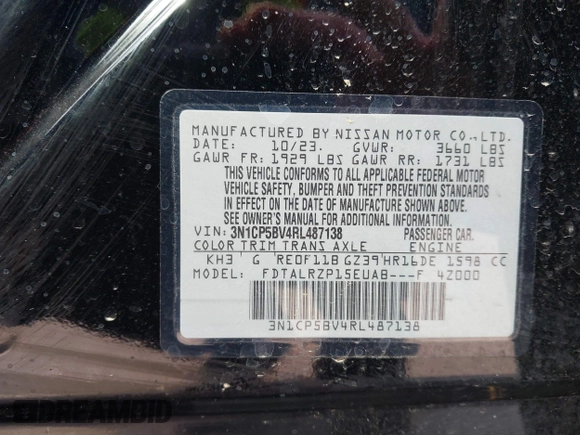 MANUFACTURED BY NISSAN MOTOR CO.,LTD.
DATE: 10/23. GVWR: 3660 LBS
GAWR FR: 1929 LBS GAWR RR: 1731 LBS
THIS VEHICLE CONFORMS TO ALL APPLICABLE FEDERAL MOTOR
VEHICLE SAFETY, BUMPER AND THEFT PREVENTION STANDARDS
IN EFFECT ON THE DATE OF MANUFACTURE SHOWN ABOVE.
SEE OWNER'S MANUAL FOR ADDITIONAL INFORMATION.
VIN: 3N1CP5BV4RL487138 PASSENGER CAR.
COLOR TRIM TRANS AXLE ENGINE
KH3 G RE0F11B GZ39 HR16DE 1598 CC
MODEL: FDTALRZP15EUAB---F 4Z000
3N1CP5BV4RL487138
DREAMBID